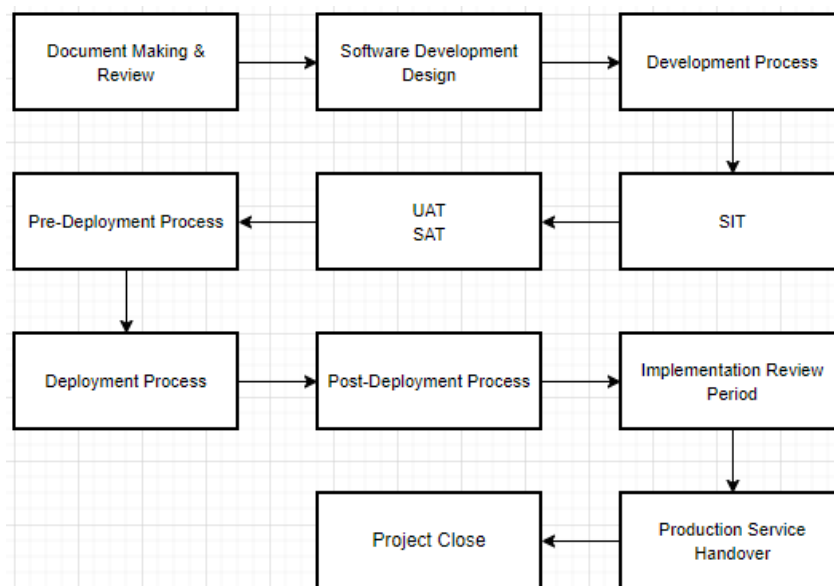 Document Making &
Review
Software Development
Design
Development Process
Pre-Deployment Process
UAT
SAT
SIT
Deployment Process
Post-Deployment Process
Implementation Review
Period
Project Close
Production Service
Handover